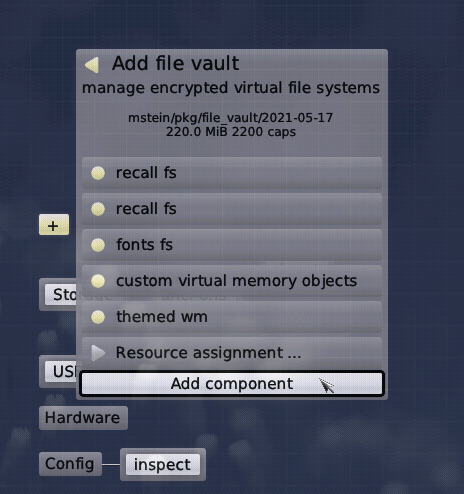 Add file vault
manage encrypted virtual file systems
mstein/pkg/file_vault/2021-05-17
220.0 MiB 2200 caps
recall fs
recall fs
+
fonts fs
custom virtual memory objects
themed wm
Resource assignment ...
Add component
Hardware
Config
inspect